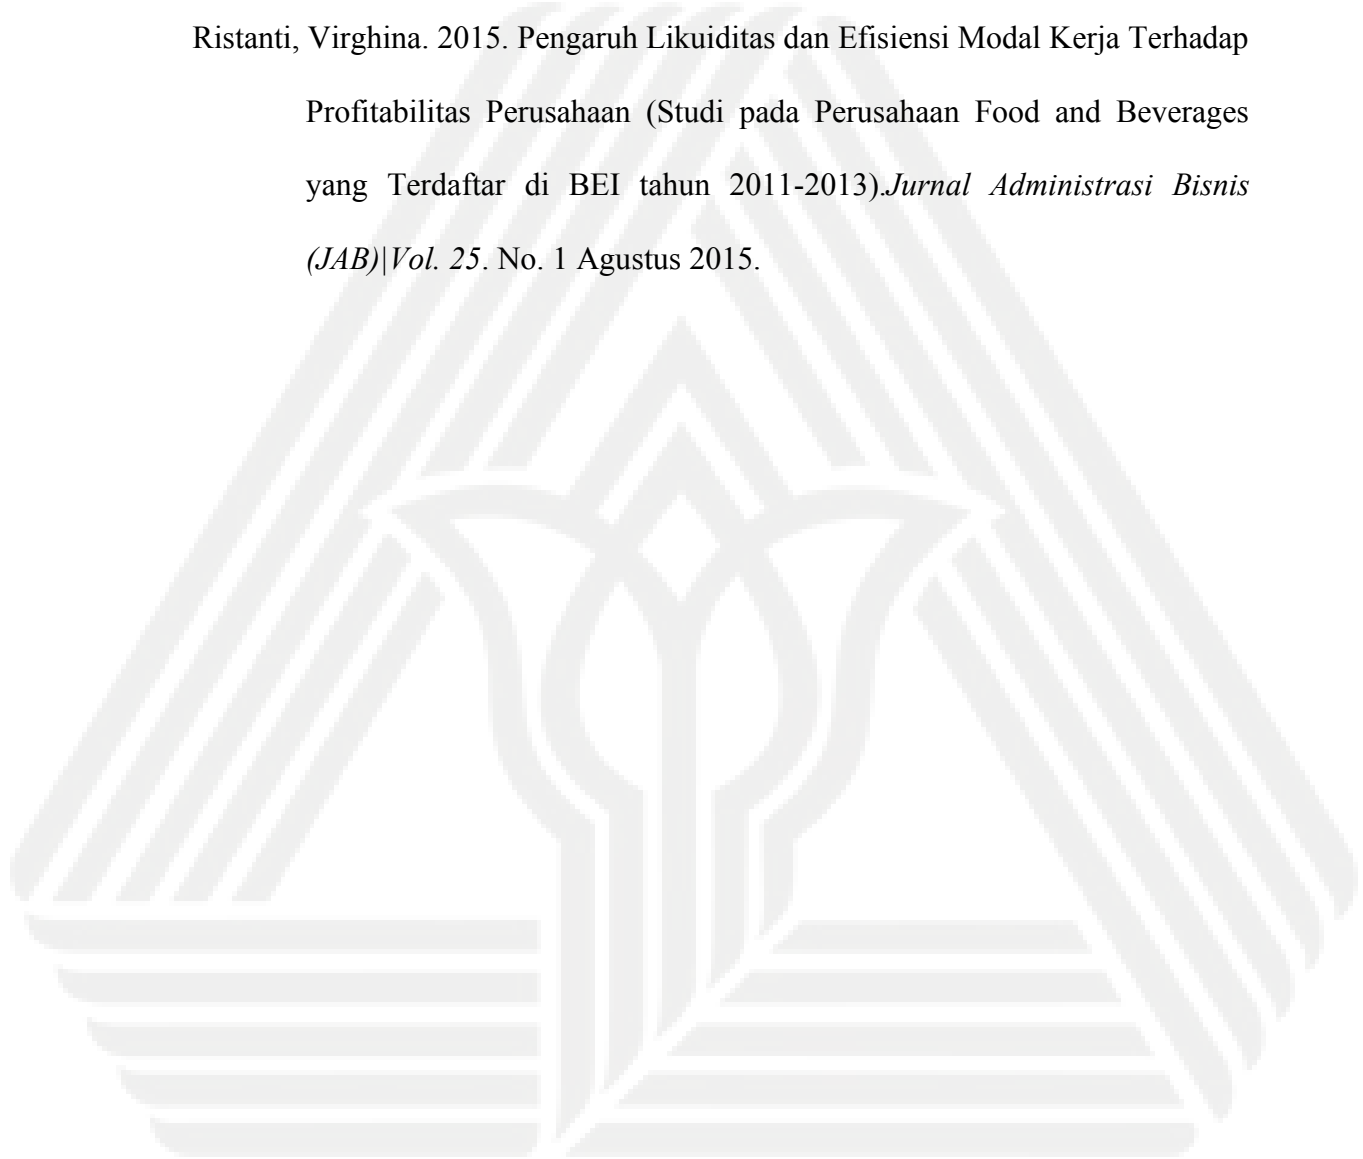 Ristanti, Virghina. 2015. Pengaruh Likuiditas dan Efisiensi Modal Kerja Terhadap
Profitabilitas Perusahaan (Studi pada Perusahaan Food and Beverages
yang Terdaftar di BEI tahun 2011-2013).Jurnal Administrasi Bisnis
(JAB)|Vol. 25. No. 1 Agustus 2015.